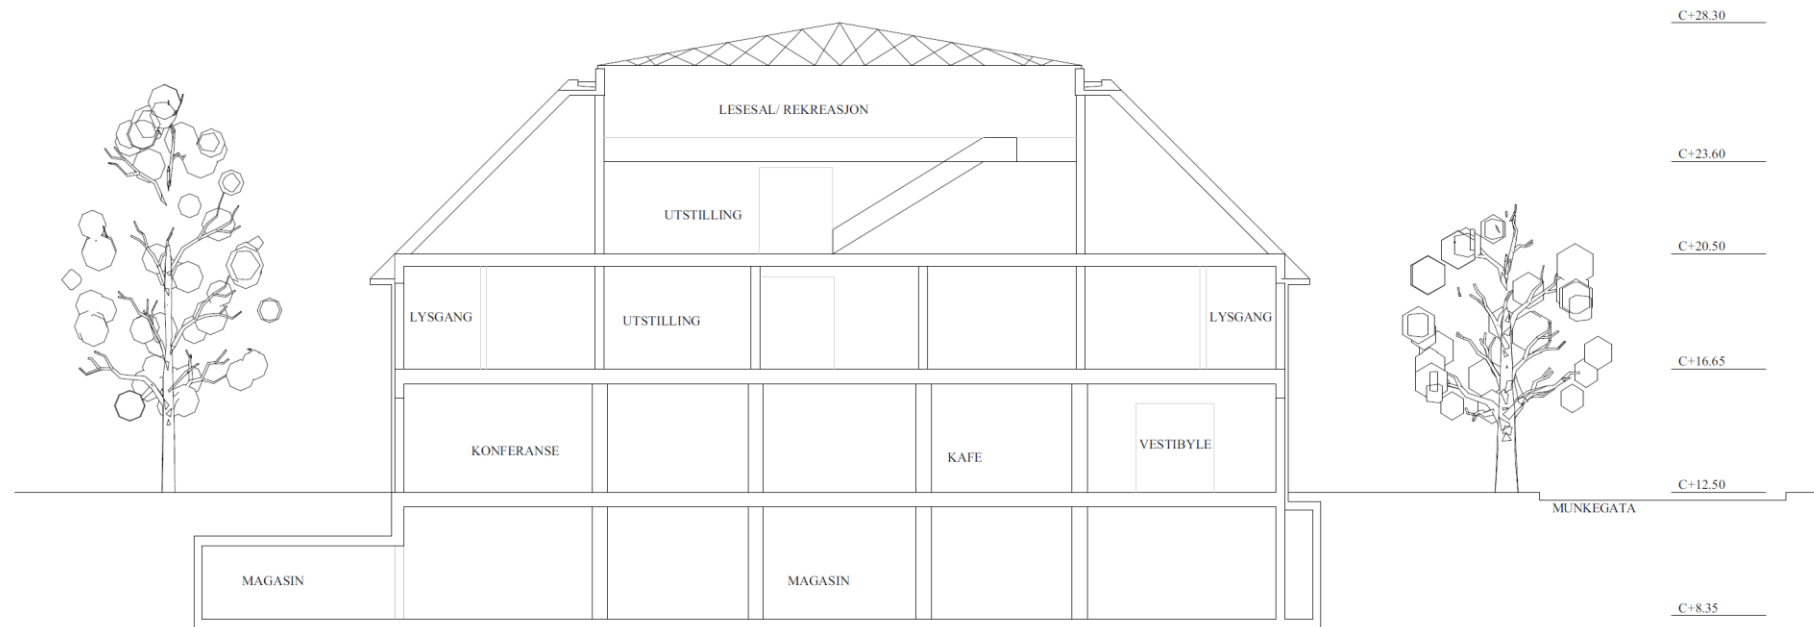 C+28.30
LESESAL/ REKREASJON
C+23.60
UTSTILLING
C+20.50
LYSGANG
UTSTILLING
LYSGANG
C+16.65
KONFERANSE
KAFE
VESTIBYLE
C+12.50
MUNKEGATA
MAGASIN
MAGASIN
C+8.35